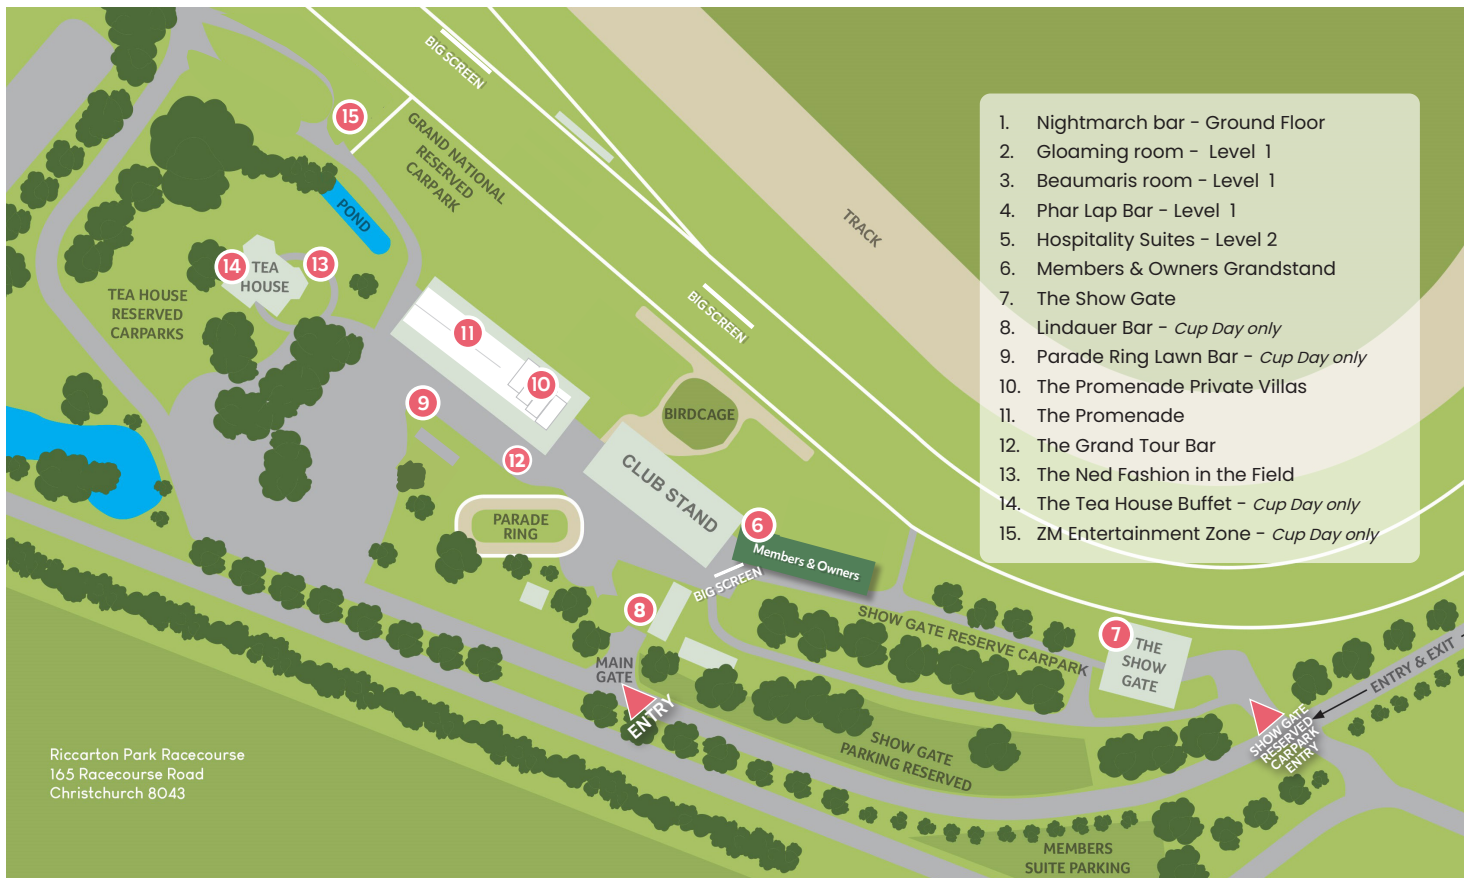 BIG SCREEN
15
GRAND NATIONAL
RESERVED
CARPARK
POND
TRACK
14
TEA
HOUSE
13
TEA HOUSE
RESERVED
CARPARKS
BIG SCREEN
11
10
9
BIRDCAGE
12
CLUB STAND
PARADE
RING
6
Members & Owners
BIG SCREEN
8
SHOW GATE RESERVE CARPARK
7
THE
SHOW
GATE
MAIN
GATE
ENTRY
ENTRY & EXIT
SHOW GATE
RESERVED
CARPARK
ENTRY
SHOW GATE
PARKING RESERVED
MEMBERS
SUITE PARKING
1. Nightmarch bar - Ground Floor
2. Gloaming room - Level 1
3. Beaumaris room - Level 1
4. Phar Lap Bar - Level 1
5. Hospitality Suites - Level 2
6. Members & Owners Grandstand
7. The Show Gate
8. Lindauer Bar - Cup Day only
9. Parade Ring Lawn Bar - Cup Day only
10. The Promenade Private Villas
11. The Promenade
12. The Grand Tour Bar
13. The Ned Fashion in the Field
14. The Tea House Buffet - Cup Day only
15. ZM Entertainment Zone - Cup Day only
Riccarton Park Racecourse
165 Racecourse Road
Christchurch 8043